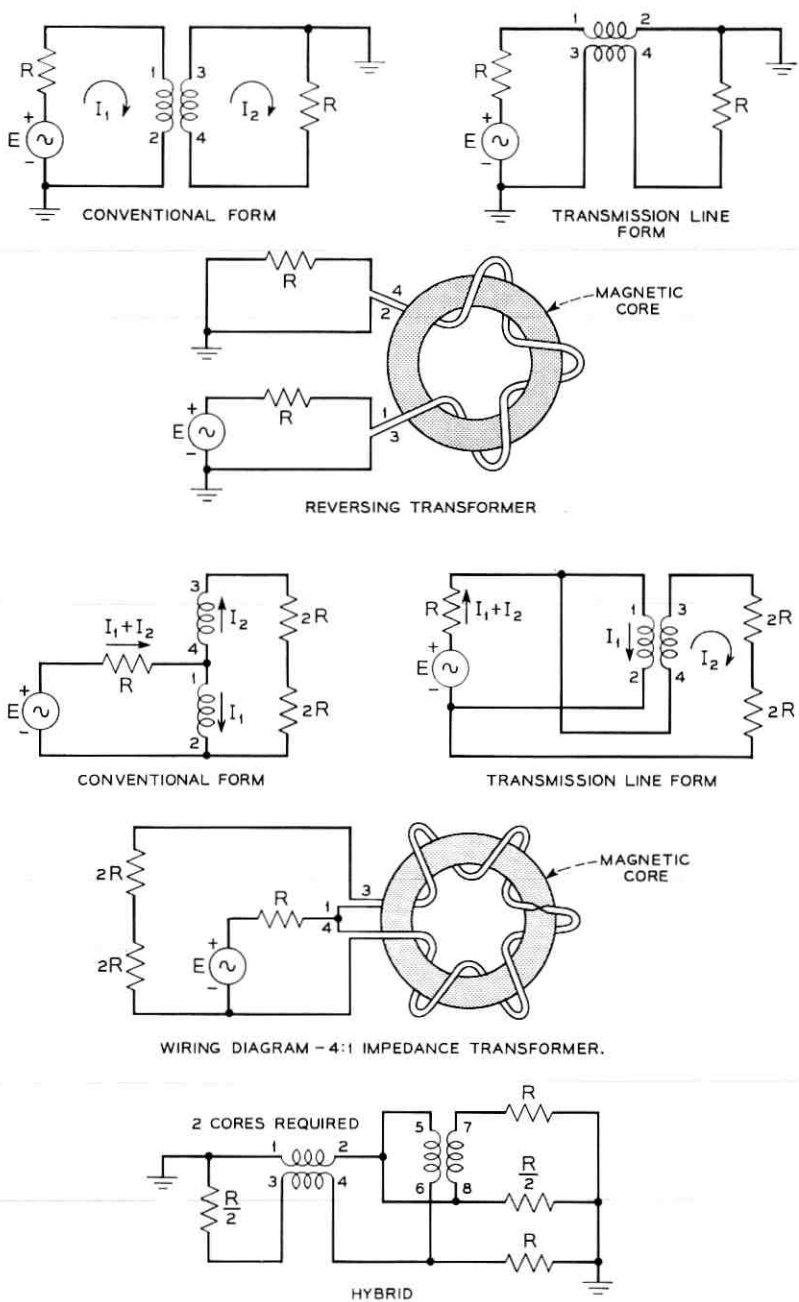 R
E
+
-
I₁
1
2
3
4
I₂
R
CONVENTIONAL FORM
R
E
+
-
1
2
3
4
R
TRANSMISSION LINE
FORM
R
4
2
MAGNETIC
CORE
R
E
+
-
1
3
REVERSING TRANSFORMER
I₁+I₂
R
E
+
-
3
I₂
4
1
I₁
2
2R
2R
CONVENTIONAL FORM
R
I₁+I₂
E
+
-
I₁
1
2
3
4
I₂
2R
2R
TRANSMISSION LINE FORM
2R
2R
R
E
+
-
3
1
4
MAGNETIC
CORE
WIRING DIAGRAM – 4:1 IMPEDANCE TRANSFORMER.
2 CORES REQUIRED
1
2
3
4
R/2
5
6
7
8
R
R/2
R
HYBRID